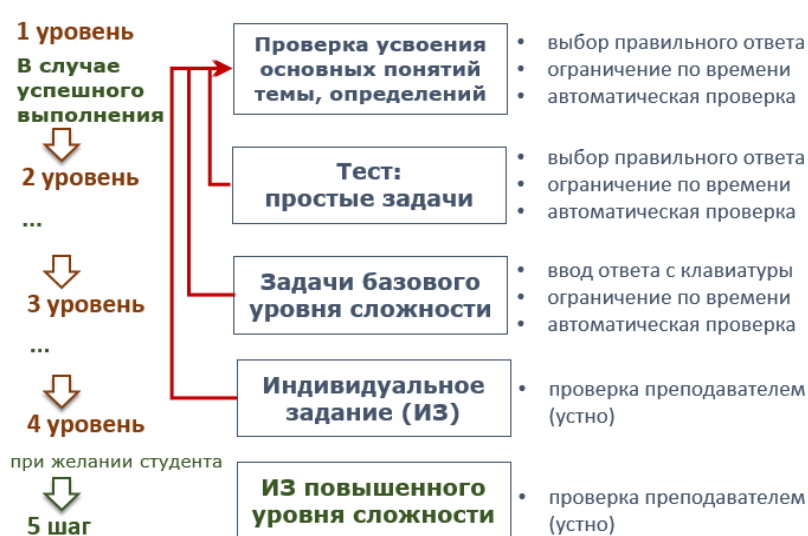 1 уровень
В случае
успешного
выполнения
Проверка усвоения
основных понятий
темы, определений
• выбор правильного ответа
• ограничение по времени
• автоматическая проверка
2 уровень
...
Тест:
простые задачи
• выбор правильного ответа
• ограничение по времени
• автоматическая проверка
3 уровень
...
Задачи базового
уровня сложности
• ввод ответа с клавиатуры
• ограничение по времени
• автоматическая проверка
4 уровень
при желании студента
Индивидуальное
задание (ИЗ)
• проверка преподавателем
(устно)
5 шаг
ИЗ повышенного
уровня сложности
• проверка преподавателем
(устно)